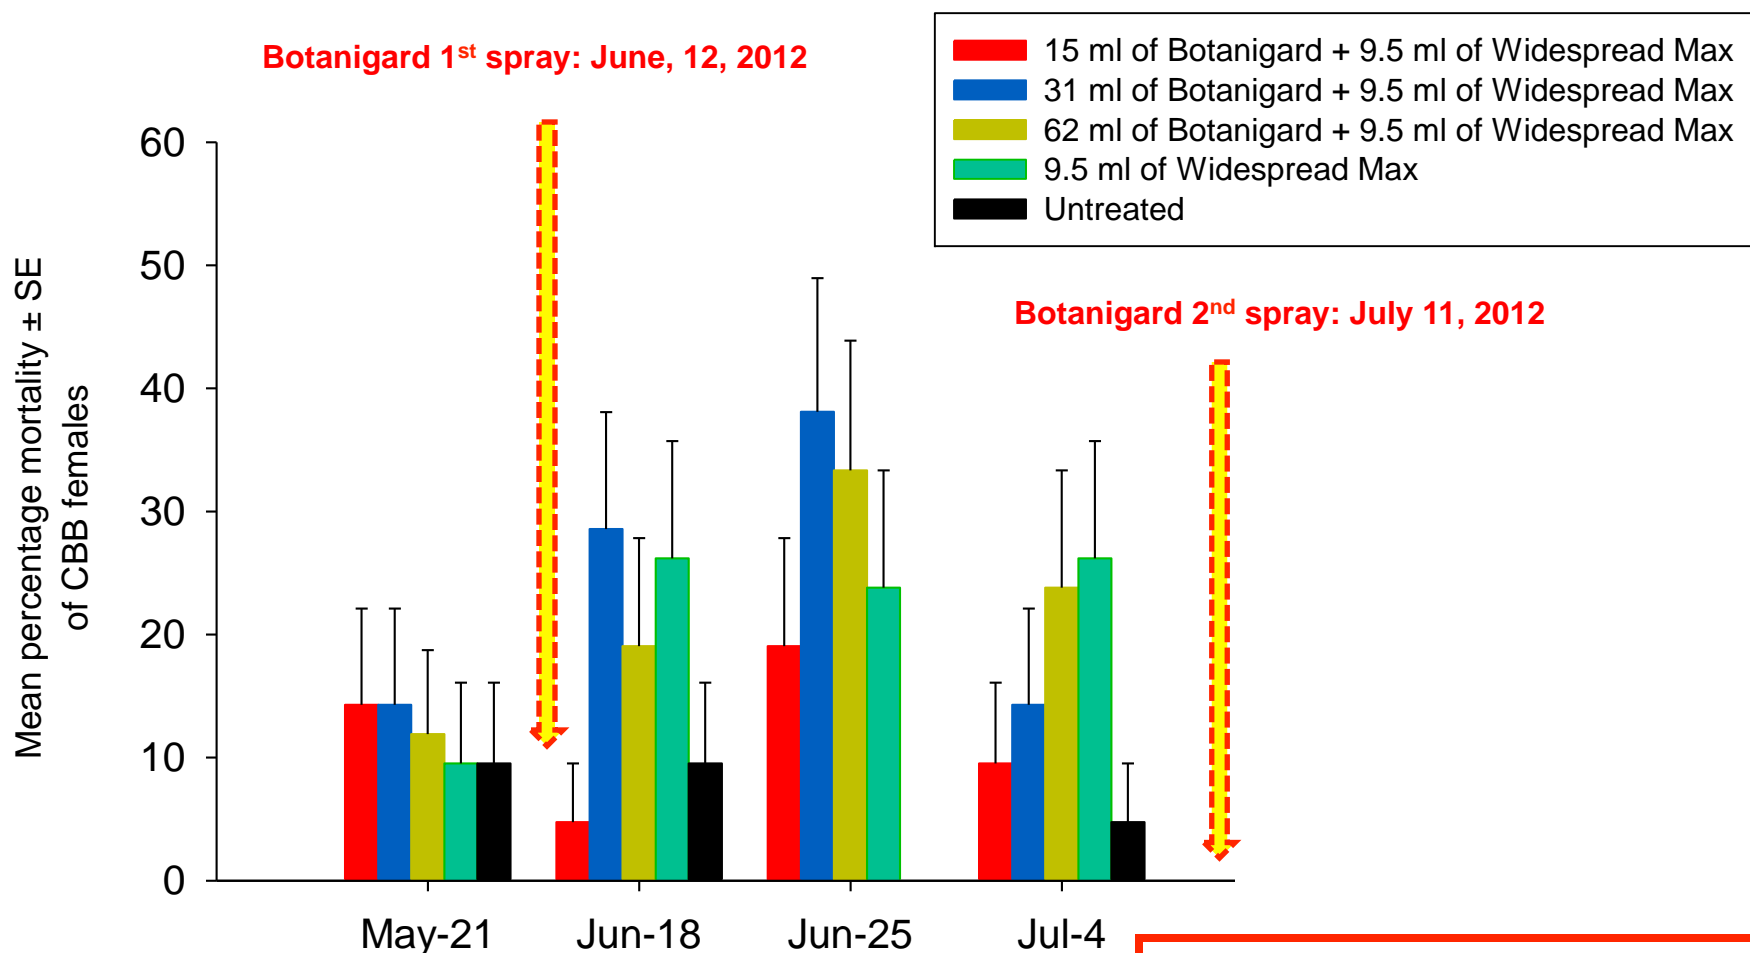 Botanigard 1st spray: June, 12, 2012
15 ml of Botanigard + 9.5 ml of Widespread Max
31 ml of Botanigard + 9.5 ml of Widespread Max
62 ml of Botanigard + 9.5 ml of Widespread Max
9.5 ml of Widespread Max
Untreated
Botanigard 2nd spray: July 11, 2012
Mean percentage mortality ± SE
of CBB females
60
50
40
30
20
10
0
May-21
Jun-18
Jun-25
Jul-4